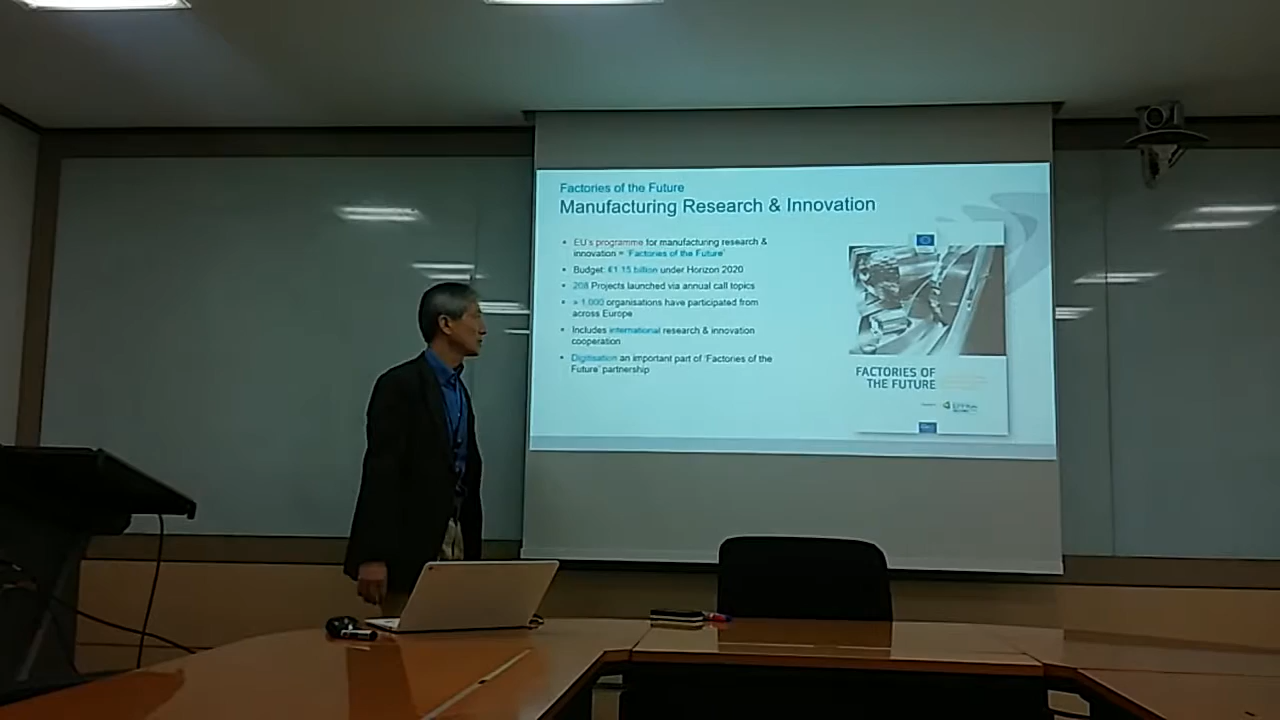 Factories of the Future
Manufacturing Research & Innovation
• EU's programme for manufacturing research &
innovation = 'Factories of the Future'
• Budget: €1.15 billion under Horizon 2020
• 208 Projects launched via annual call topics
• > 1,000 organisations have participated from
across Europe
• Includes international research & innovation
cooperation
• Digitisation an important part of 'Factories of the
Future' partnership
FACTORIES OF
THE FUTURE